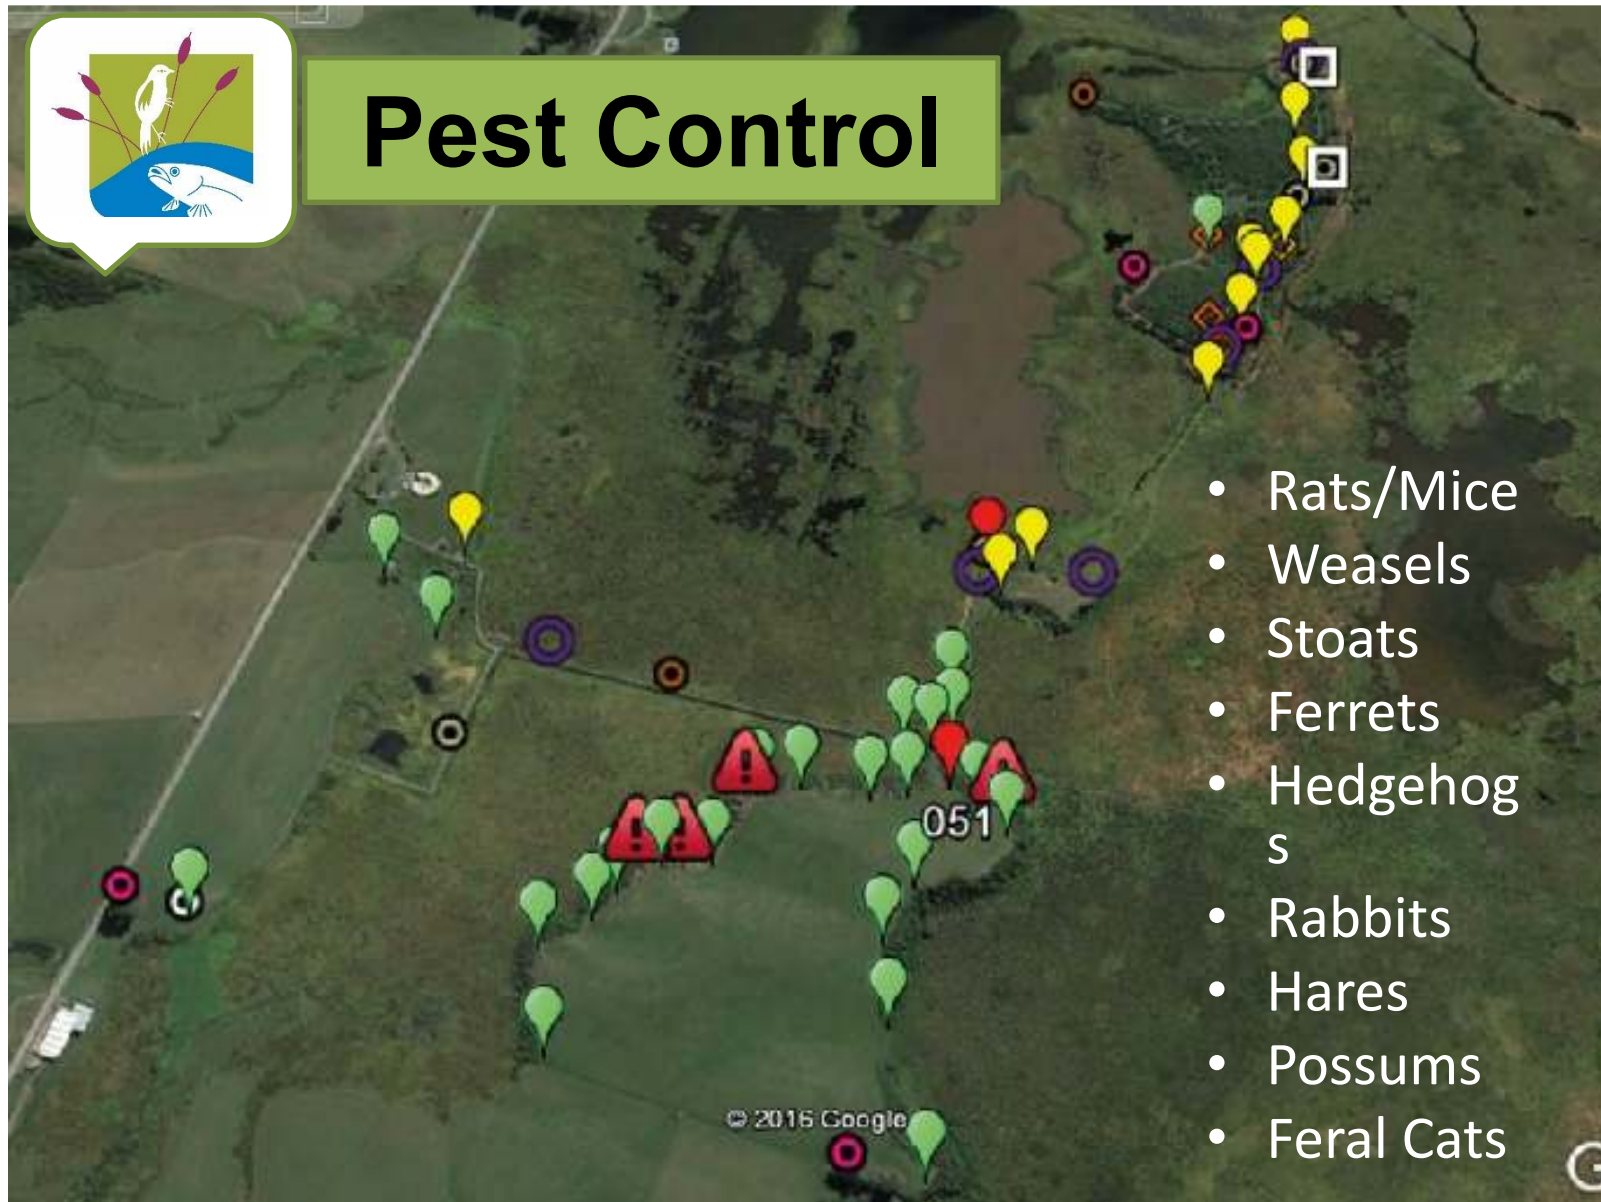 Pest Control
• Rats/Mice
• Weasels
• Stoats
• Ferrets
• Hedgehog
s
• Rabbits
• Hares
• Possums
• Feral Cats
051
© 2016 Google